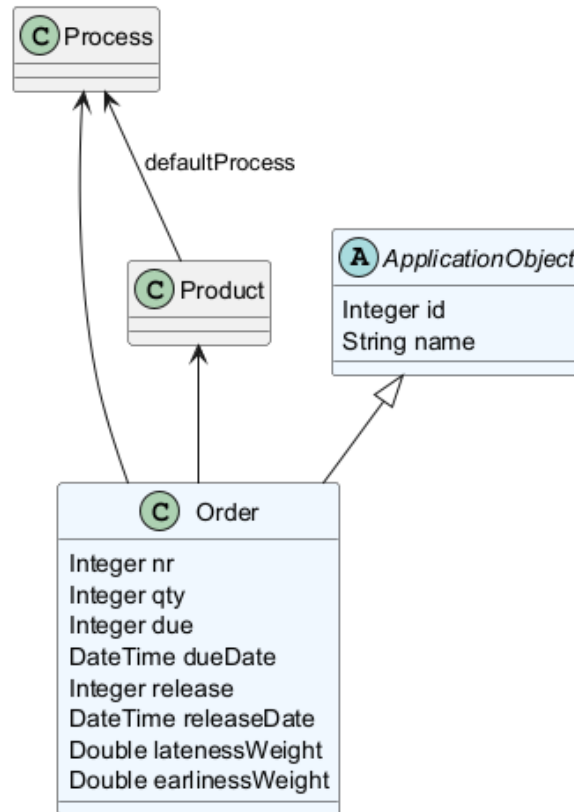 C Process
defaultProcess
C Product
A ApplicationObject
Integer id
String name
C Order
Integer nr
Integer qty
Integer due
DateTime dueDate
Integer release
DateTime releaseDate
Double latenessWeight
Double earlinessWeight